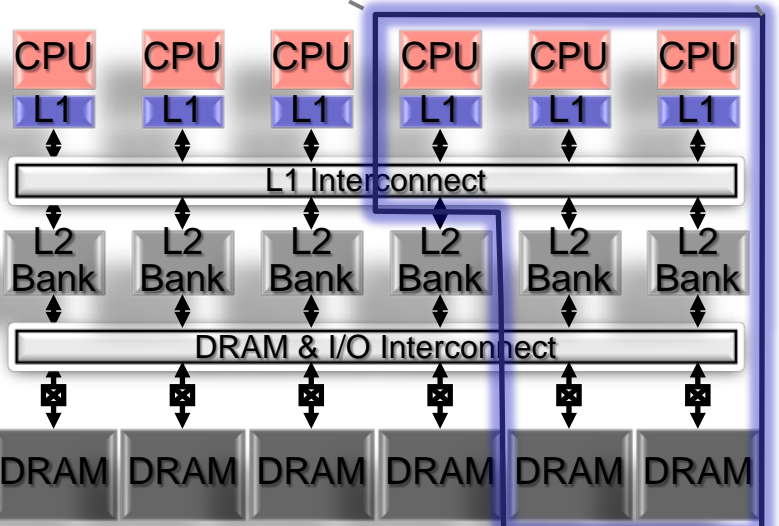 CPU CPU CPU CPU CPU CPU
L1 L1 L1 L1 L1 L1
L1 Interconnect
L2 L2 L2 L2 L2 L2
Bank Bank Bank Bank Bank Bank
DRAM & I/O Interconnect
DRAM DRAM DRAM DRAM DRAM DRAM